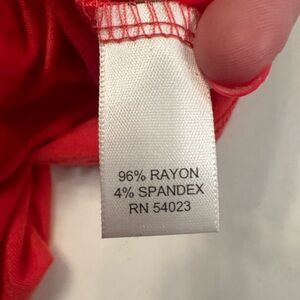 96% RAYON
4% SPANDEX
RN 54023